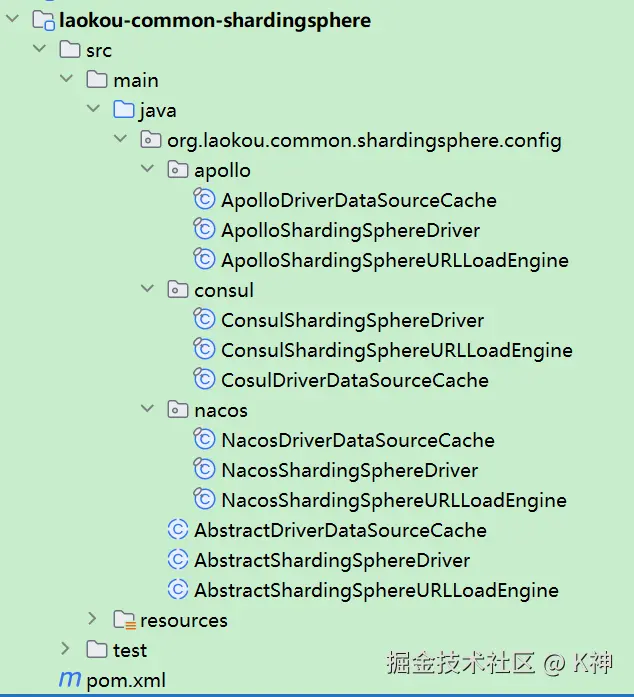 laokou-common-shardingsphere
src
main
java
org.laokou.common.shardingsphere.config
apollo
ApolloDriverDataSourceCache
ApolloShardingSphereDriver
ApolloShardingSphereURLLoadEngine
consul
ConsulShardingSphereDriver
ConsulShardingSphereURLLoadEngine
CosulDriverDataSourceCache
nacos
NacosDriverDataSourceCache
NacosShardingSphereDriver
NacosShardingSphereURLLoadEngine
AbstractDriverDataSourceCache
AbstractShardingSphereDriver
AbstractShardingSphereURLLoadEngine
resources
test
掘金技术社区 @ K神
pom.xml